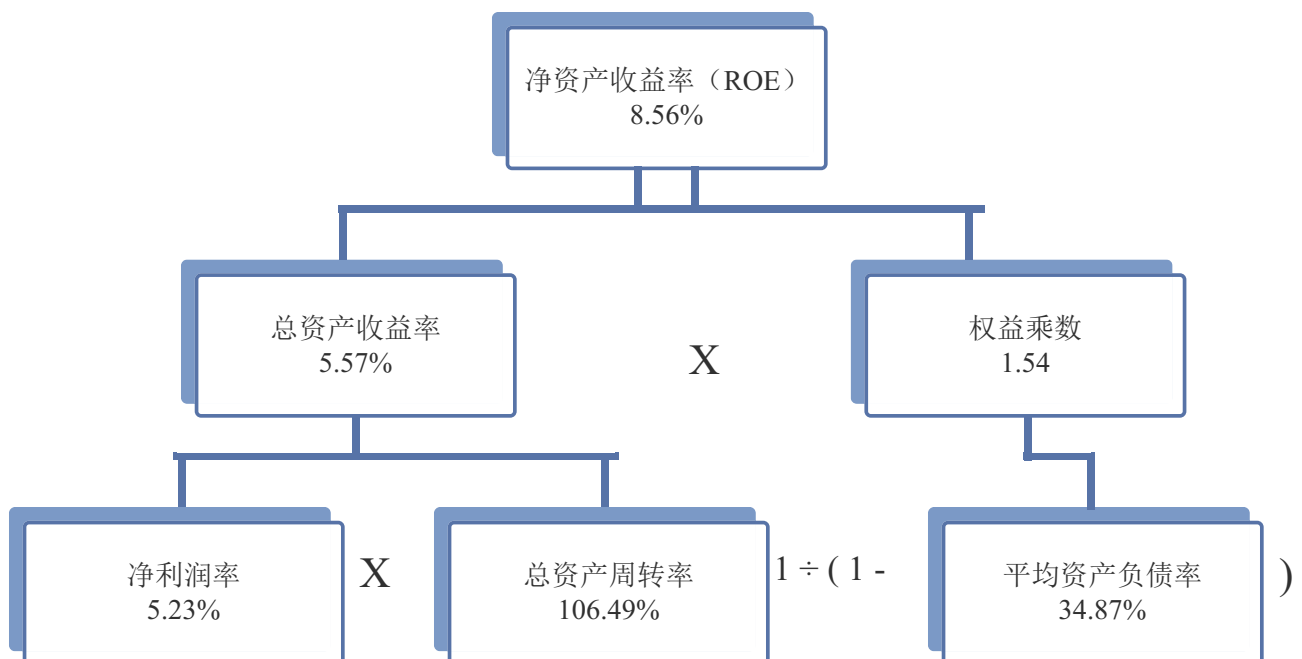 净资产收益率（ROE）
8.56%
总资产收益率
5.57%
X
权益乘数
1.54
净利润率
5.23%
X
总资产周转率
106.49%
1 ÷ ( 1 -
平均资产负债率
34.87%
)